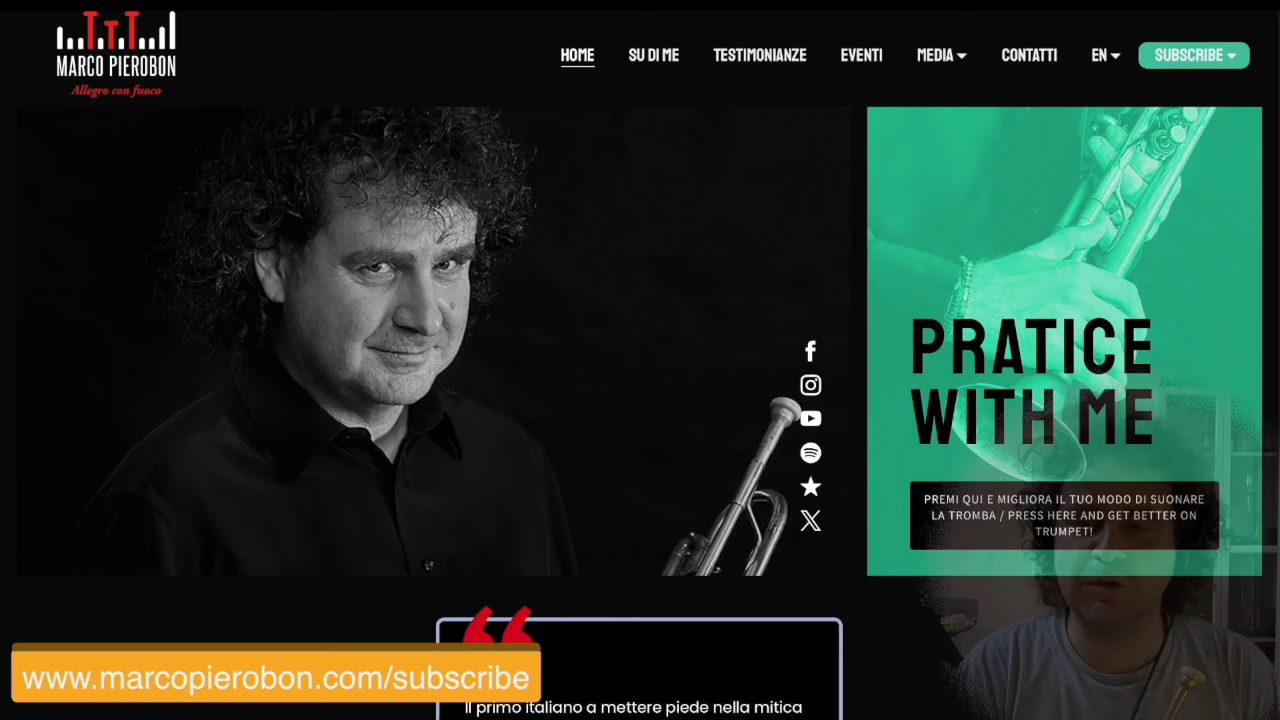 MARCO PIEROBON
Allegro con fuoco
HOME SU DI ME TESTIMONIANZE EVENTI MEDIA CONTATTI EN SUBSCRIBE
PRATICE
WITH ME
PREMI QUI E MIGLIORA IL TUO MODO DI SUONARE
LA TROMBA / PRESS HERE AND GET BETTER ON
TRUMPET!
“
www.marcopierobon.com/subscribe
Il primo italiano a mettere piede nella mitica